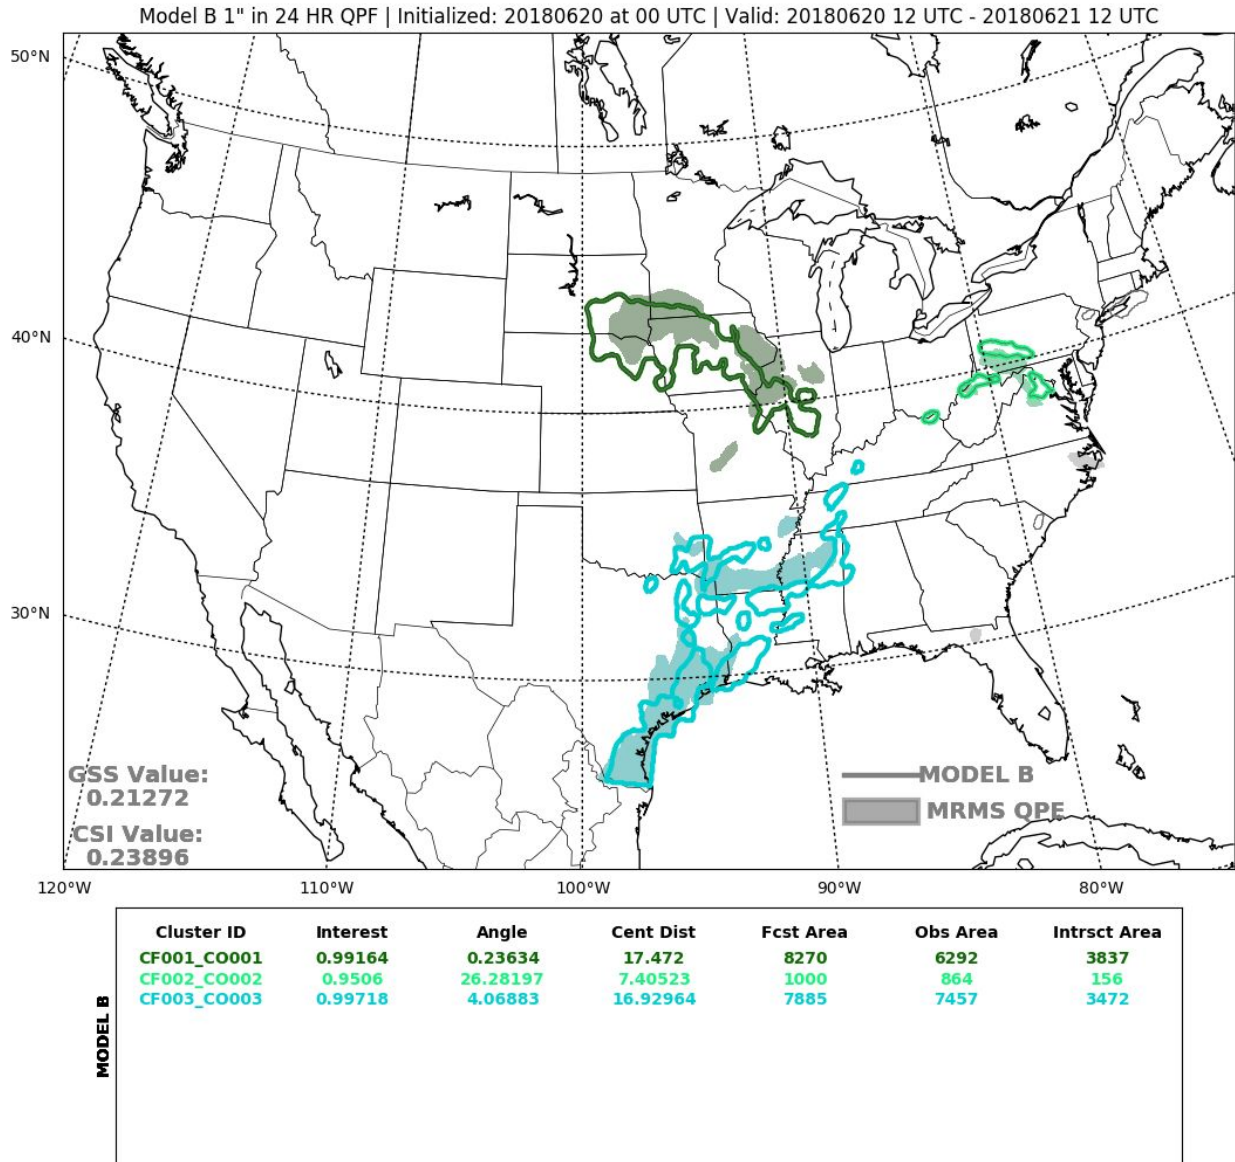 Model B 1" in 24 HR QPF | Initialized: 20180620 at 00 UTC | Valid: 20180620 12 UTC - 20180621 12 UTC
50°N
40°N
30°N
GSS Value:
0.21272
CSI Value:
0.23896
MODEL B
MRMS QPE
120°W 110°W 100°W 90°W 80°W
MODEL B
Cluster ID Interest Angle Cent Dist Fcst Area Obs Area Intrsct Area
CF001_CO001 0.99164 0.23634 17.472 8270 6292 3837
CF002_CO002 0.9506 26.28197 7.40523 1000 864 156
CF003_CO003 0.99718 4.06883 16.92964 7885 7457 3472